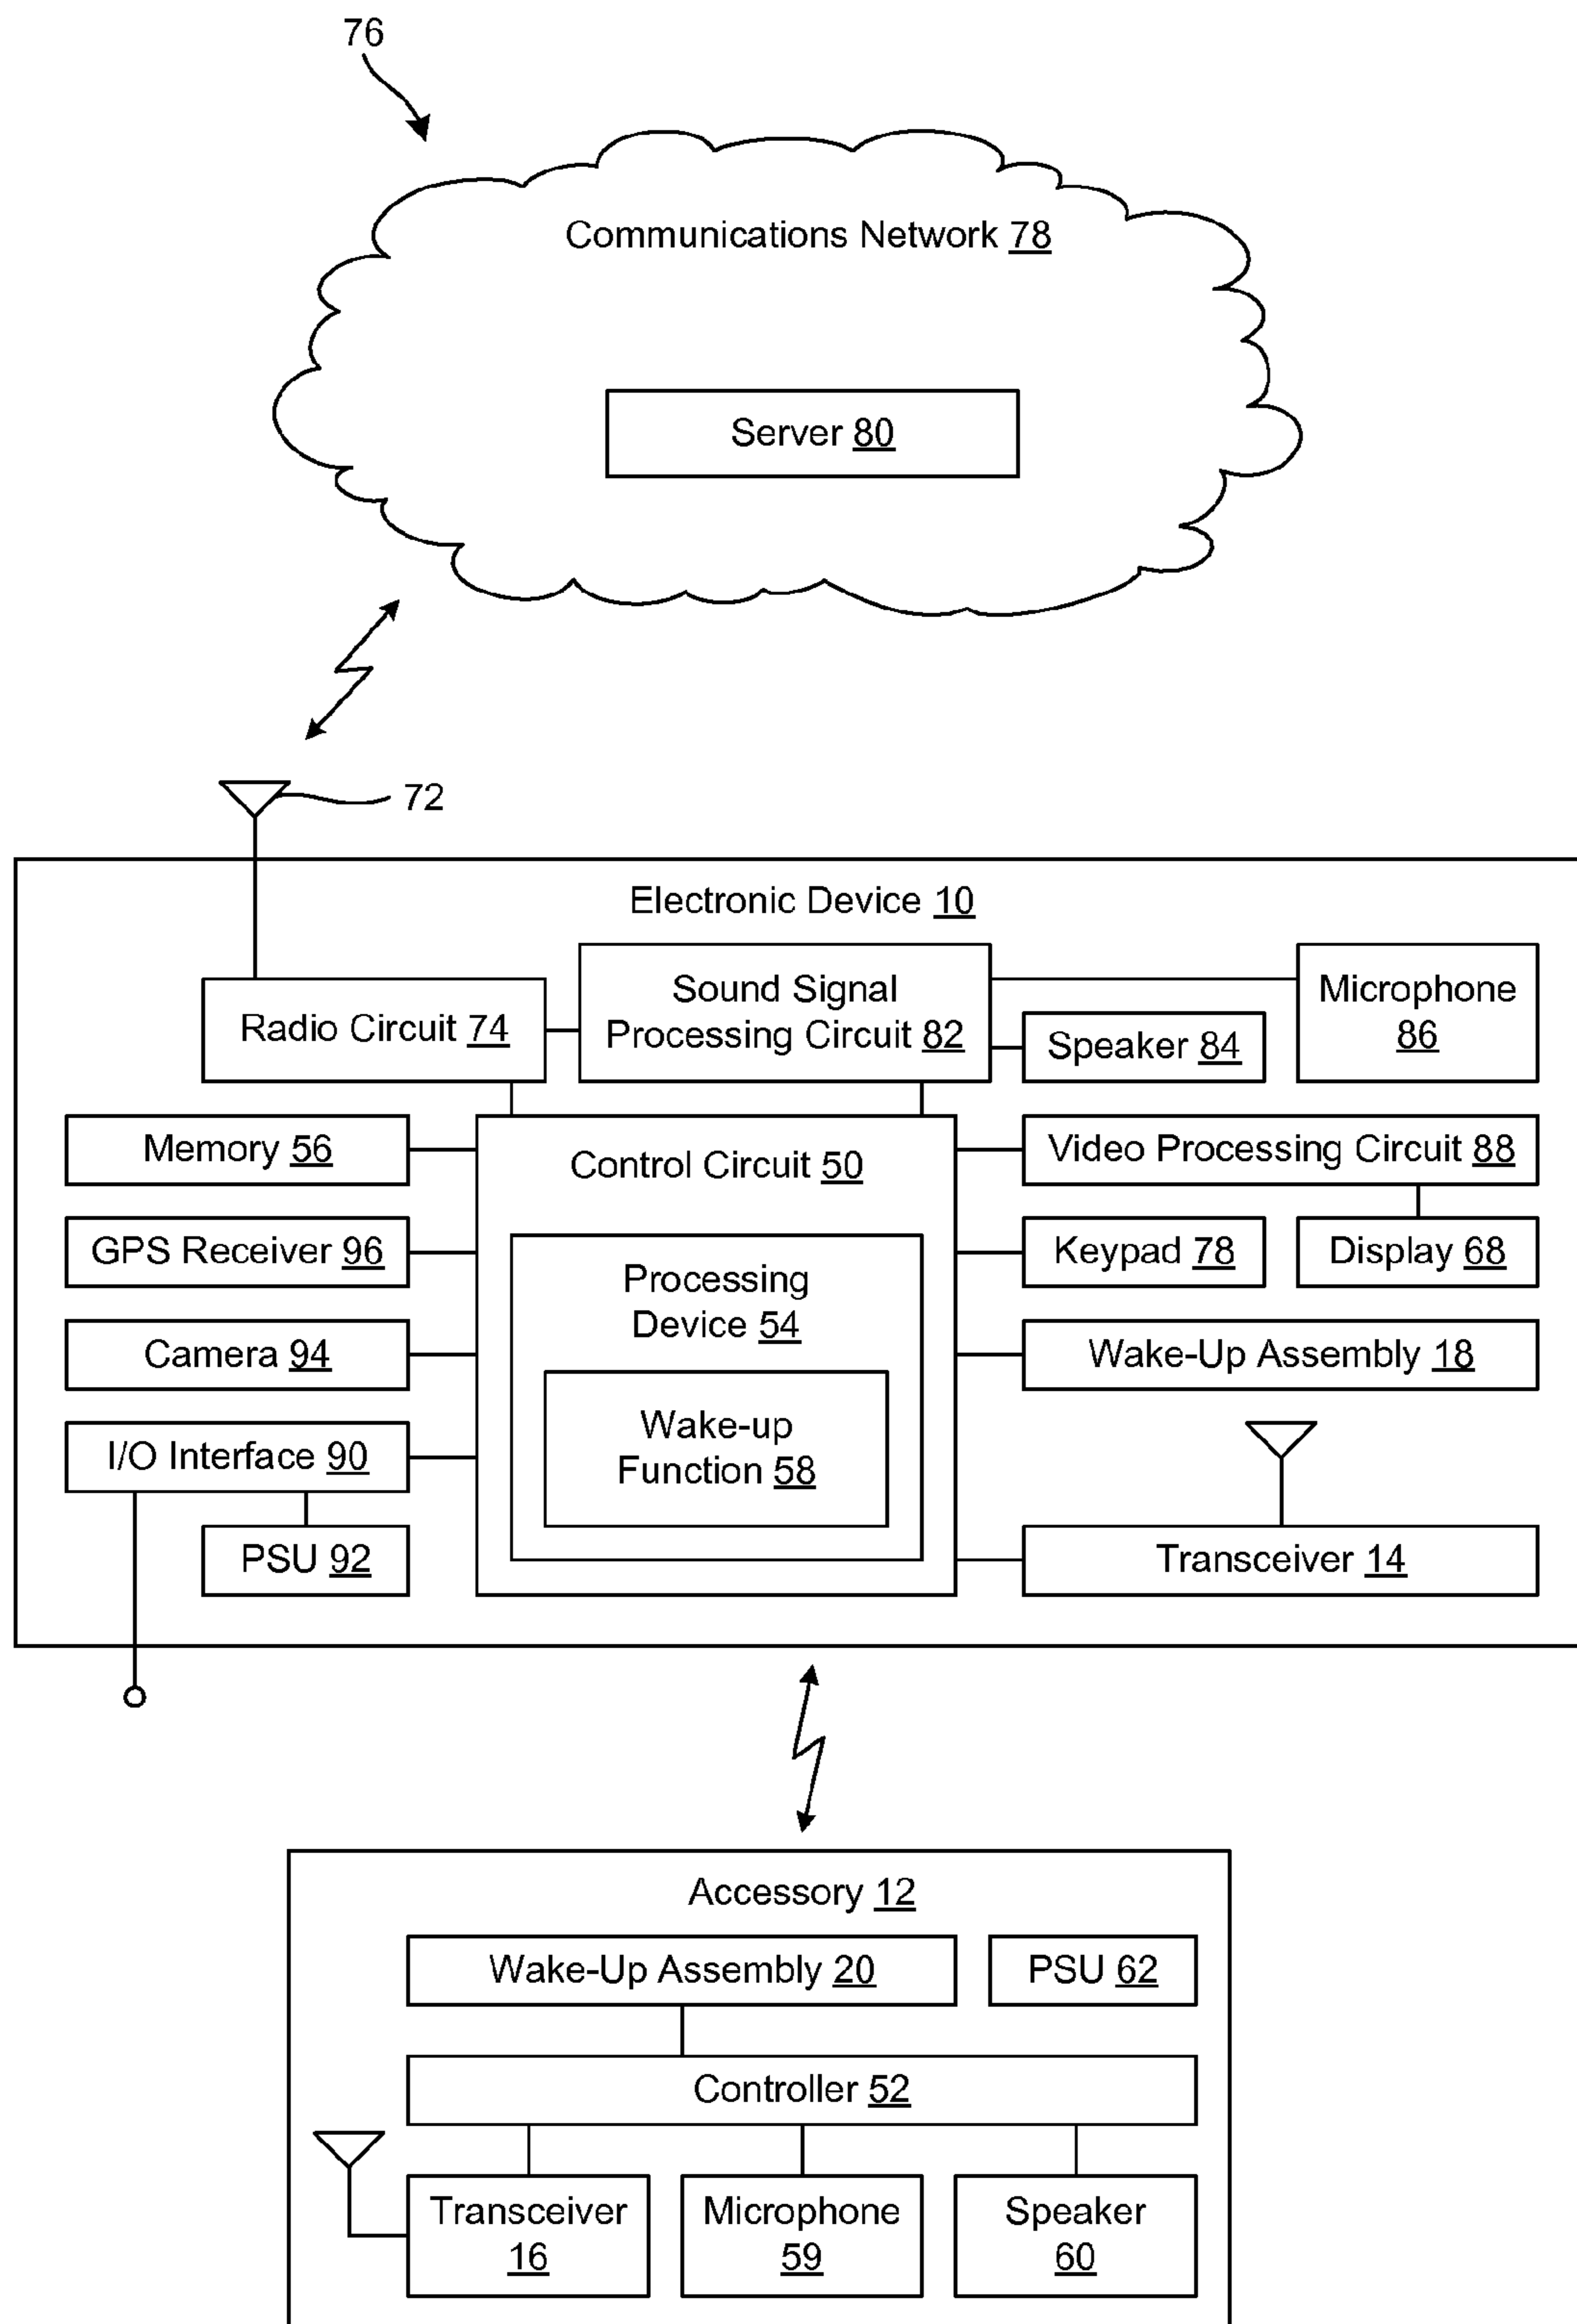 76
Communications Network 78
Server 80
72
Electronic Device 10
Radio Circuit 74
Sound Signal
Processing Circuit 82
Microphone
86
Speaker 84
Memory 56
Control Circuit 50
Video Processing Circuit 88
GPS Receiver 96
Processing
Device 54
Keypad 78
Display 68
Camera 94
Wake-Up Assembly 18
I/O Interface 90
Wake-up
Function 58
PSU 92
Transceiver 14
Accessory 12
Wake-Up Assembly 20
PSU 62
Controller 52
Transceiver
16
Microphone
59
Speaker
60